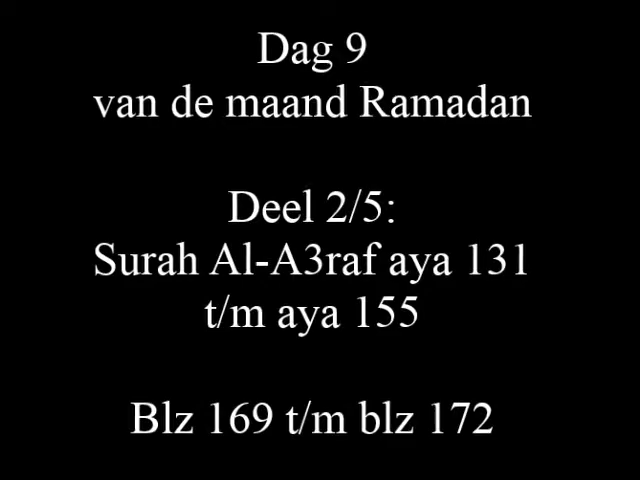 Dag 9
van de maand Ramadan
Deel 2/5:
Surah Al-A3raf aya 131
t/m aya 155
Blz 169 t/m blz 172